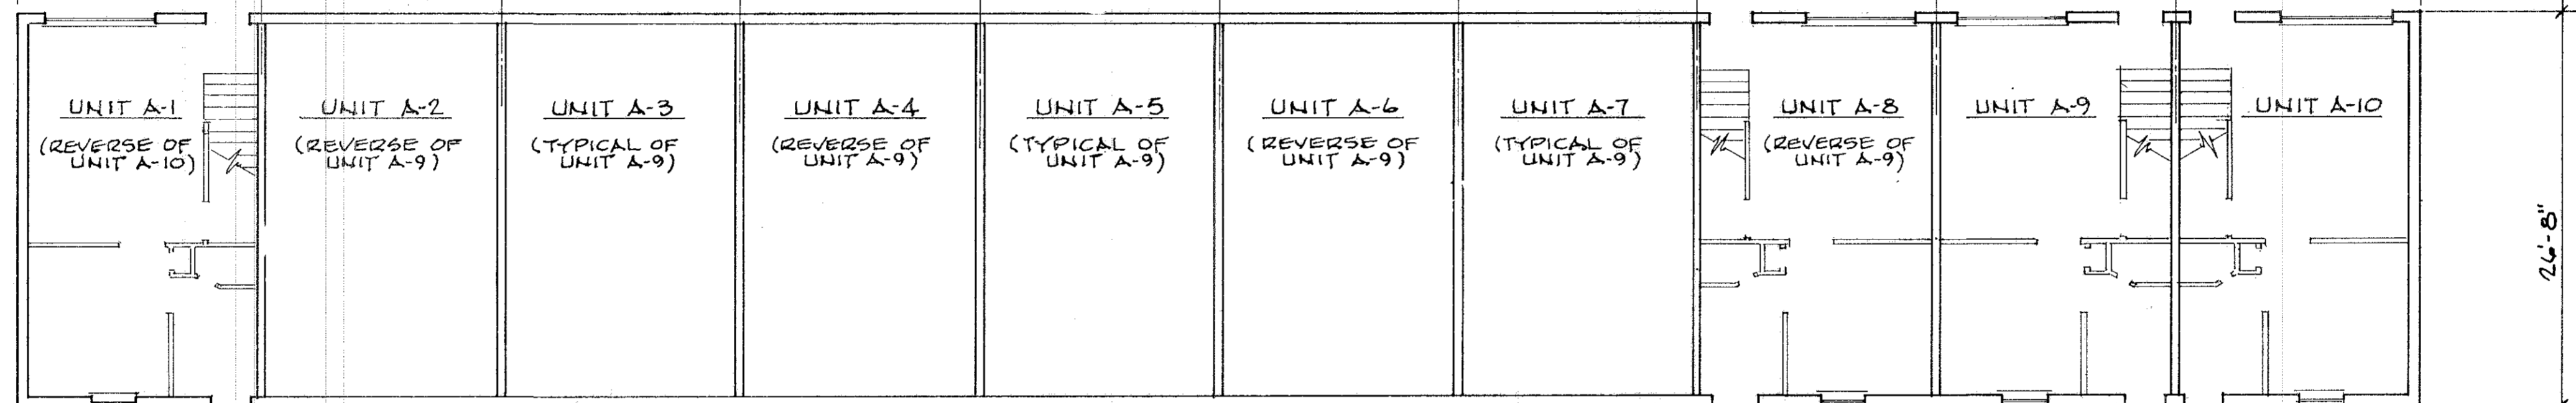 UNIT A-1
(REVERSE OF
UNIT A-10)
UNIT A-2
(REVERSE OF
UNIT A-9)
UNIT A-3
(TYPICAL OF
UNIT A-9)
UNIT A-4
(REVERSE OF
UNIT A-9)
UNIT A-5
(TYPICAL OF
UNIT A-9)
UNIT A-6
(REVERSE OF
UNIT A-9)
UNIT A-7
(TYPICAL OF
UNIT A-9)
UNIT A-8
(REVERSE OF
UNIT A-9)
UNIT A-9
UNIT A-10
26'-8"